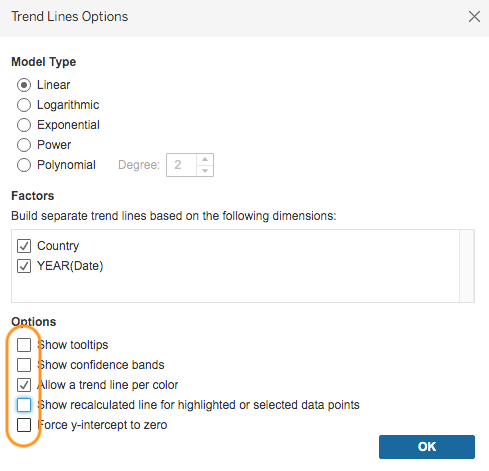 Trend Lines Options
Model Type
Linear
Logarithmic
Exponential
Power
Polynomial Degree: 2
Factors
Build separate trend lines based on the following dimensions:
Country
YEAR(Date)
Options
Show tooltips
Show confidence bands
Allow a trend line per color
Show recalculated line for highlighted or selected data points
Force y-intercept to zero
OK